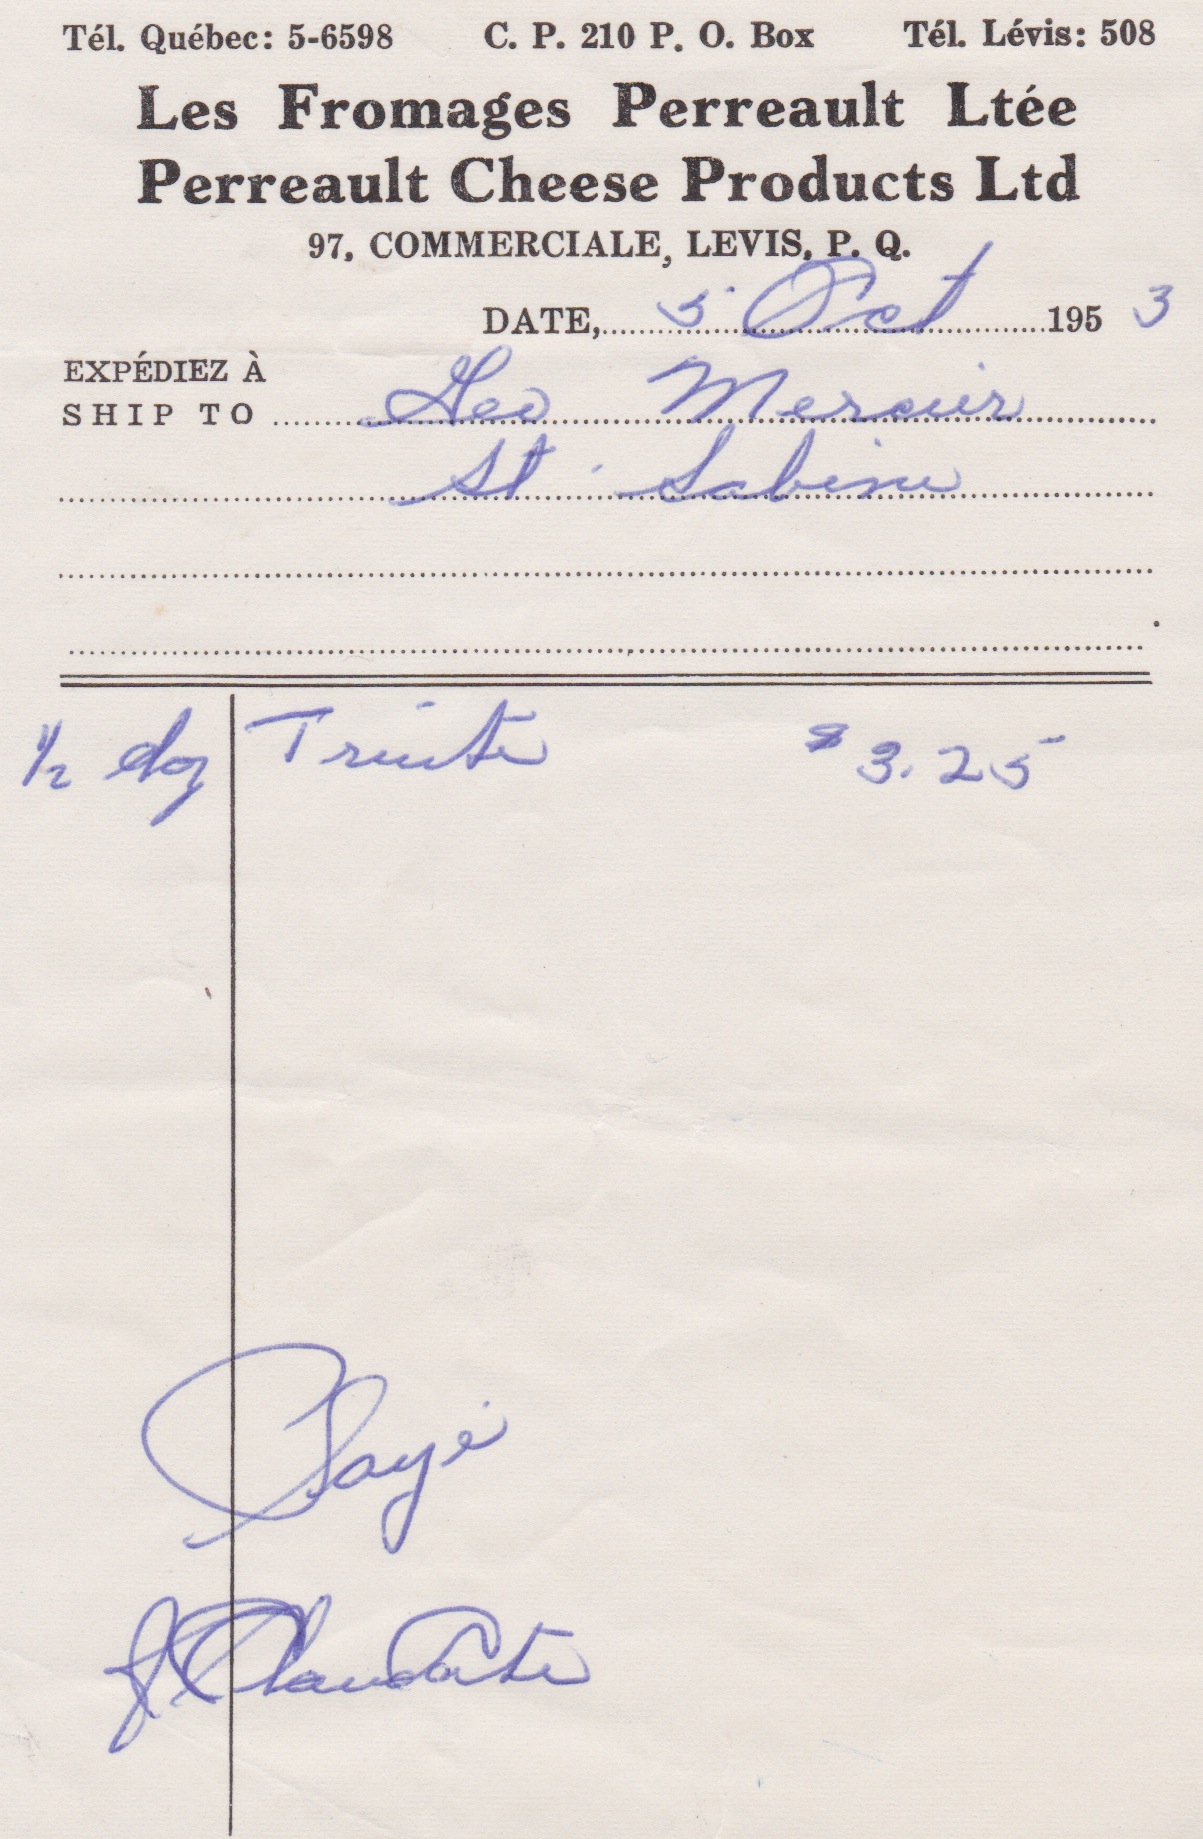 Tél. Québec: 5-6598 C. P. 210 P. O. Box Tél. Lévis: 508
Les Fromages Perreault Ltée
Perreault Cheese Products Ltd
97, COMMERCIALE, LEVIS, P. Q.
DATE, 5 Oct 1953
EXPÉDIEZ À
SHIP TO Geo Mercier
St. Sabine
1/2 doz Truite $3.25
Payé